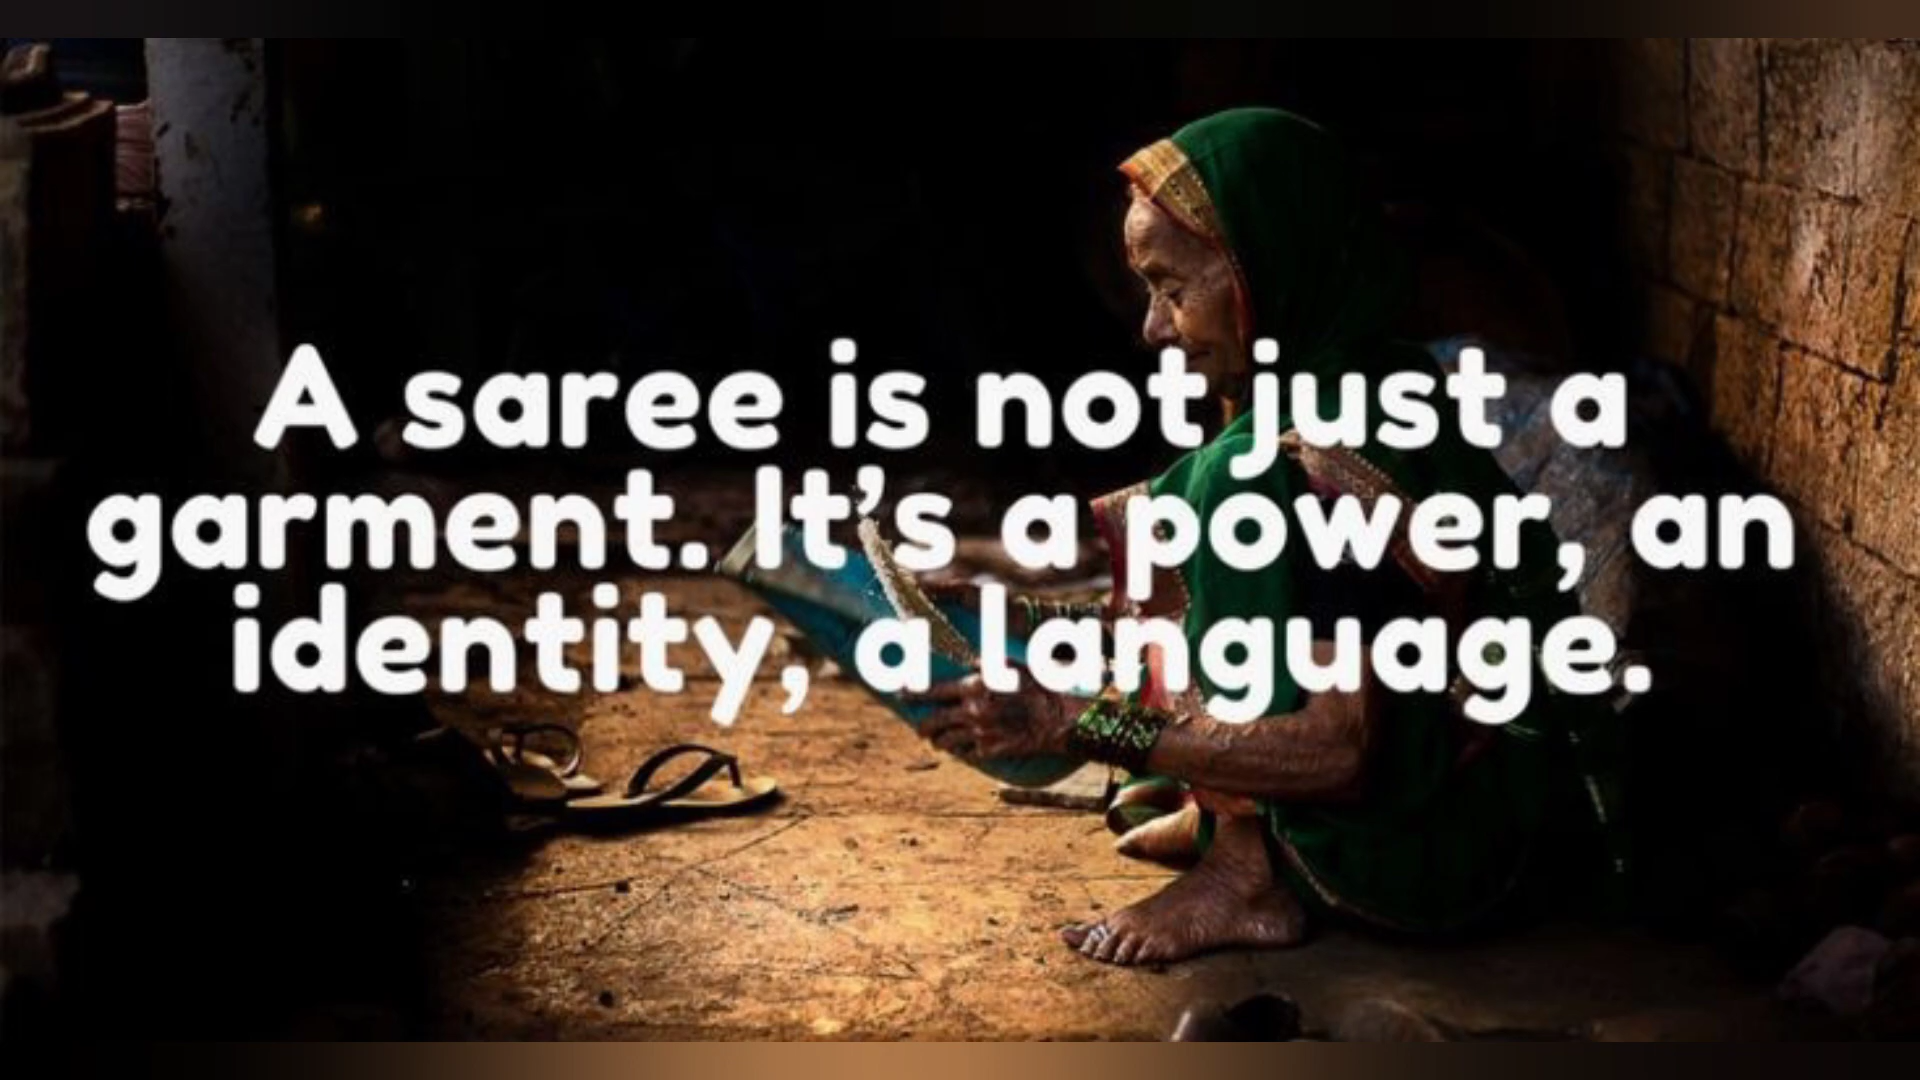 A saree is not just a
garment. It’s a power, an
identity, a language.